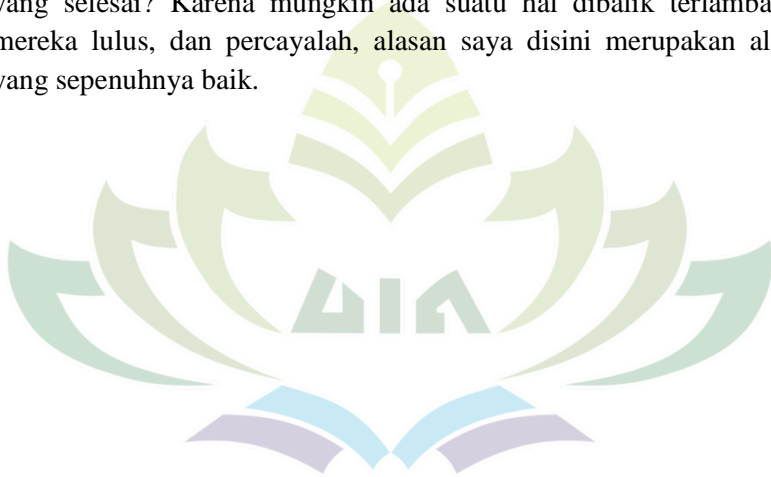 yang selesai? Karena mungkin ada suatu hal dibalik terlamba
mereka lulus, dan percayalah, alasan saya disini merupakan al
yang sepenuhnya baik.
UIN